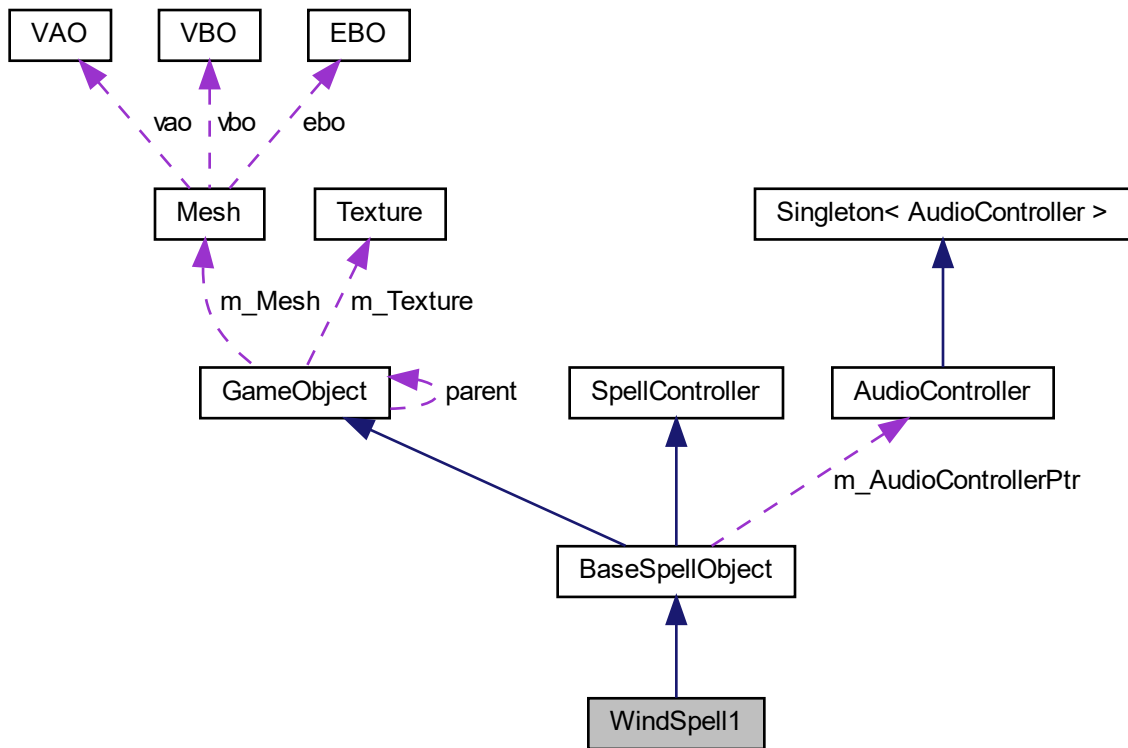 VAO
VBO
EBO
vao
vbo
ebo
Mesh
Texture
Singleton< AudioController >
m_Mesh
m_Texture
GameObject
parent
SpellController
AudioController
m_AudioControllerPtr
BaseSpellObject
WindSpell1